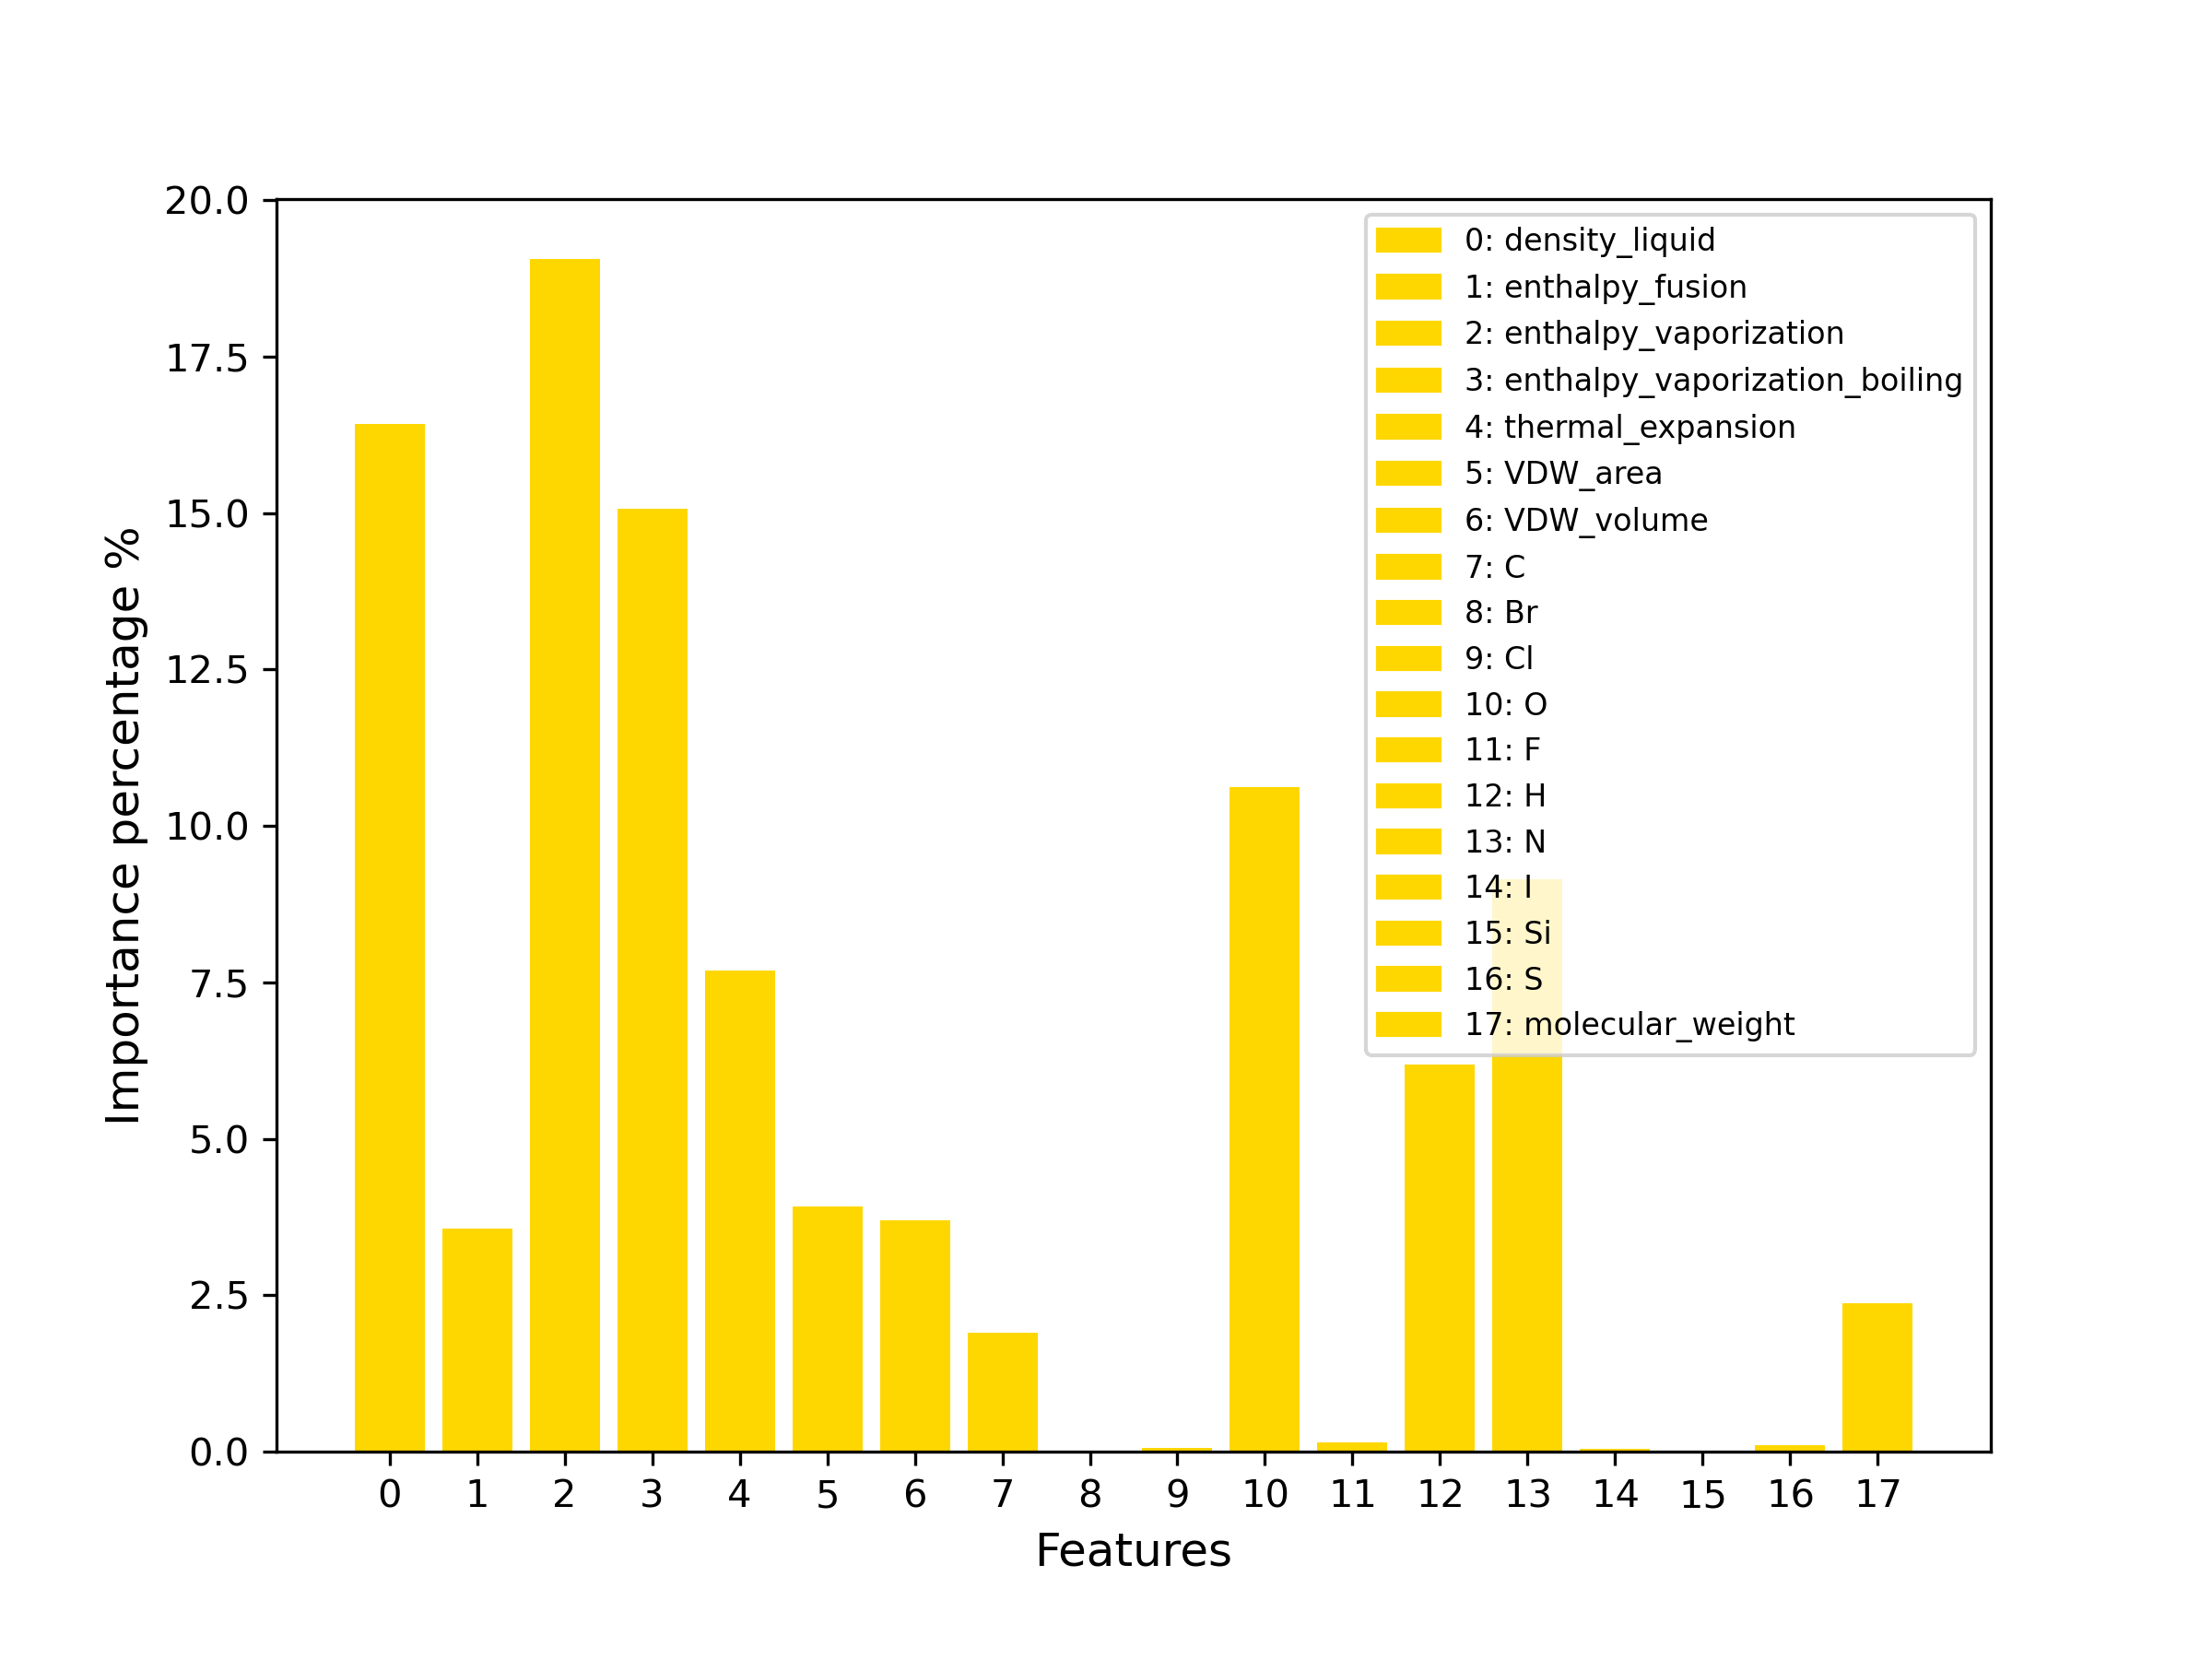 20.0
17.5
15.0
12.5
10.0
7.5
5.0
2.5
0.0
Importance percentage %
0: density_liquid
1: enthalpy_fusion
2: enthalpy_vaporization
3: enthalpy_vaporization_boiling
4: thermal_expansion
5: VDW_area
6: VDW_volume
7: C
8: Br
9: Cl
10: O
11: F
12: H
13: N
14: I
15: Si
16: S
17: molecular_weight
0 1 2 3 4 5 6 7 8 9 10 11 12 13 14 15 16 17
Features